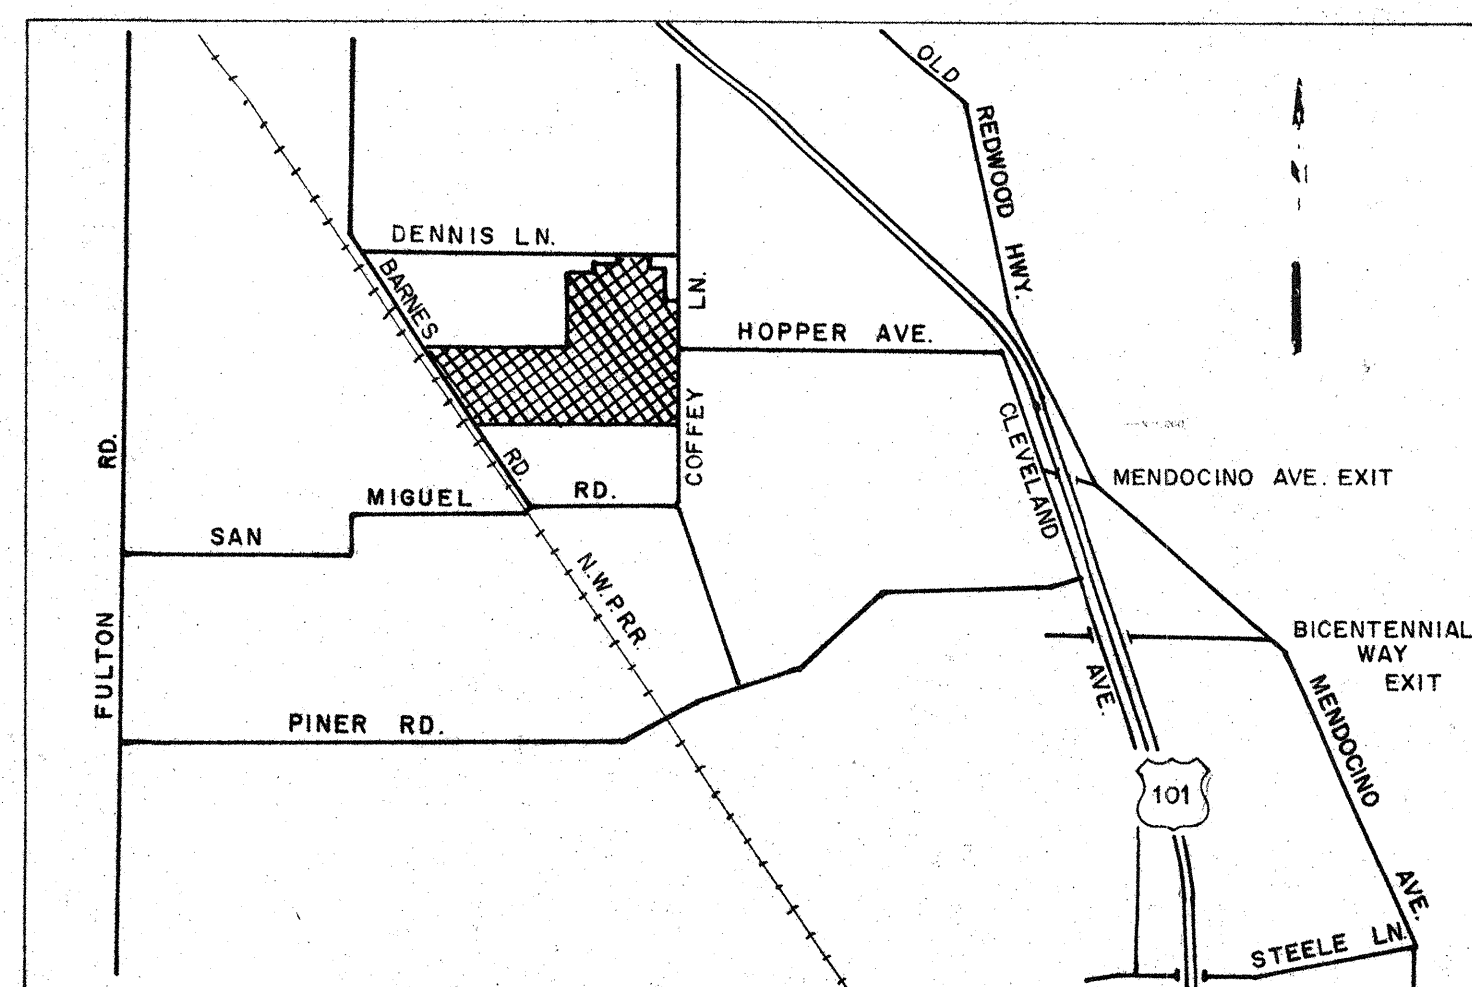 OLD
REDWOOD HWY.
N
DENNIS LN.
BARNES
RD.
LN.
COFFEY
HOPPER AVE.
CLEVELAND
AVE.
RD.
FULTON
MENDOCINO AVE. EXIT
MIGUEL
RD.
SAN
N.W.P.R.R.
BICENTENNIAL
WAY
EXIT
PINER RD.
MENDOCINO
AVE.
101
STEELE LN.